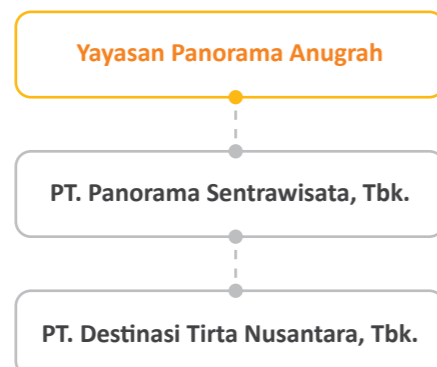 Yayasan Panorama Anugrah
PT. Panorama Sentrawisata, Tbk.
PT. Destinasi Tirta Nusantara, Tbk.